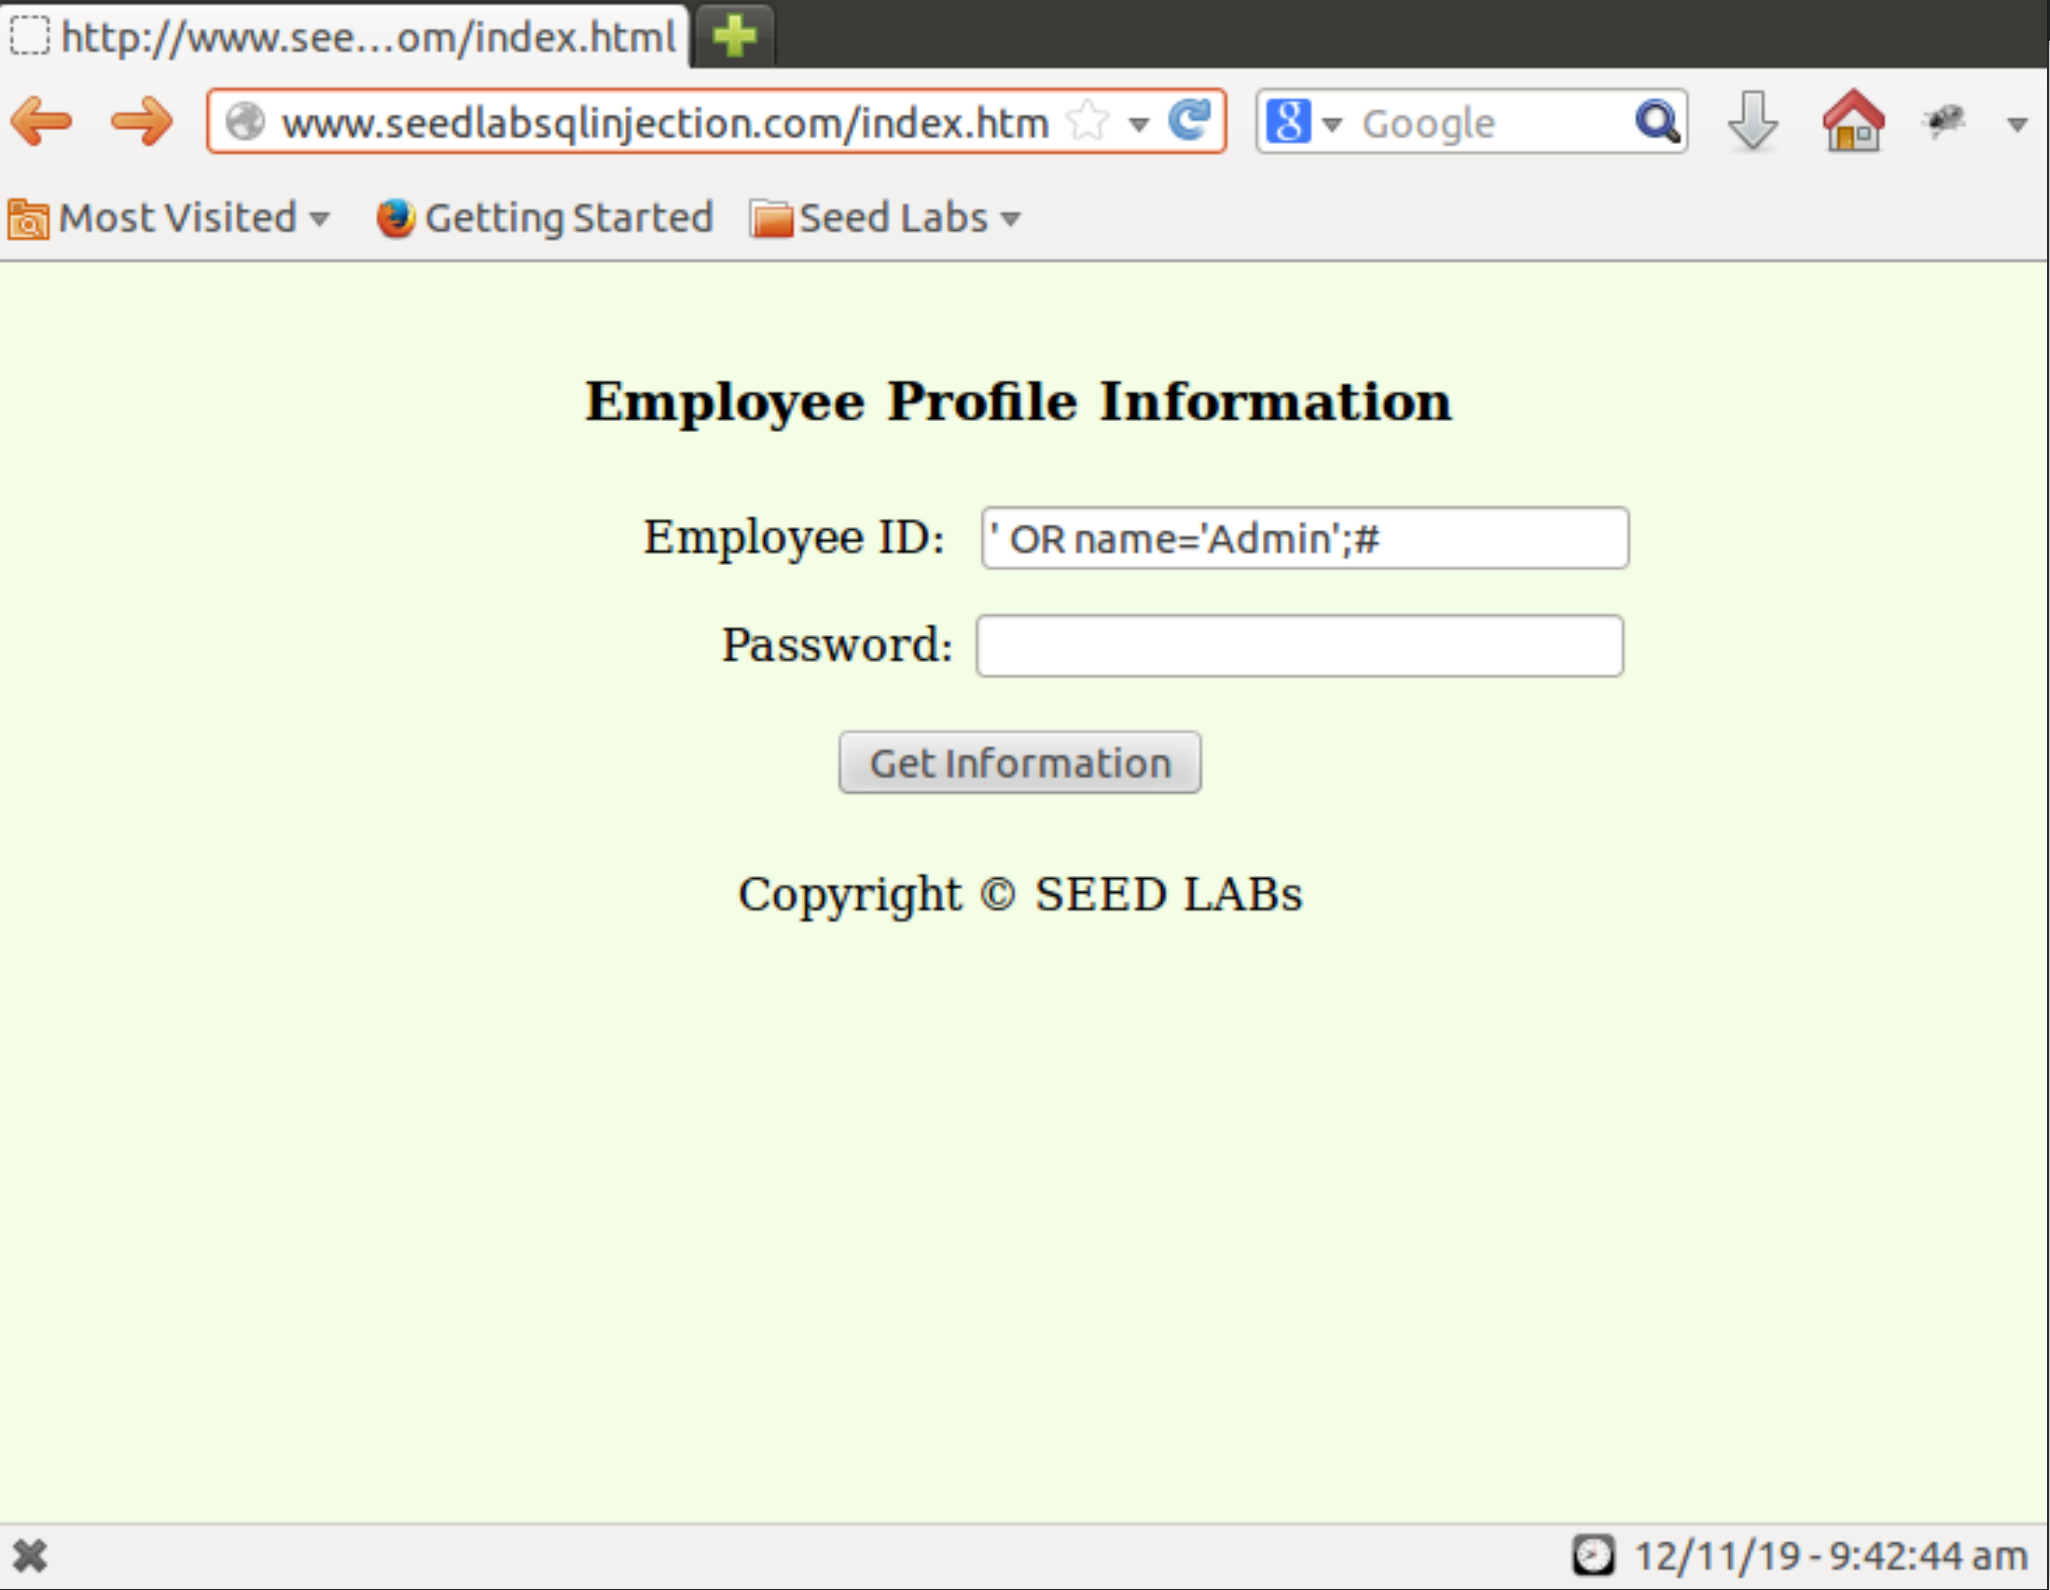 http://www.see...om/index.html
www.seedlabsqlinjection.com/index.htm
8 Google
Most Visited Getting Started Seed Labs
Employee Profile Information
Employee ID: ' OR name='Admin';#
Password:
Get Information
Copyright © SEED LABs
12/11/19 - 9:42:44 am